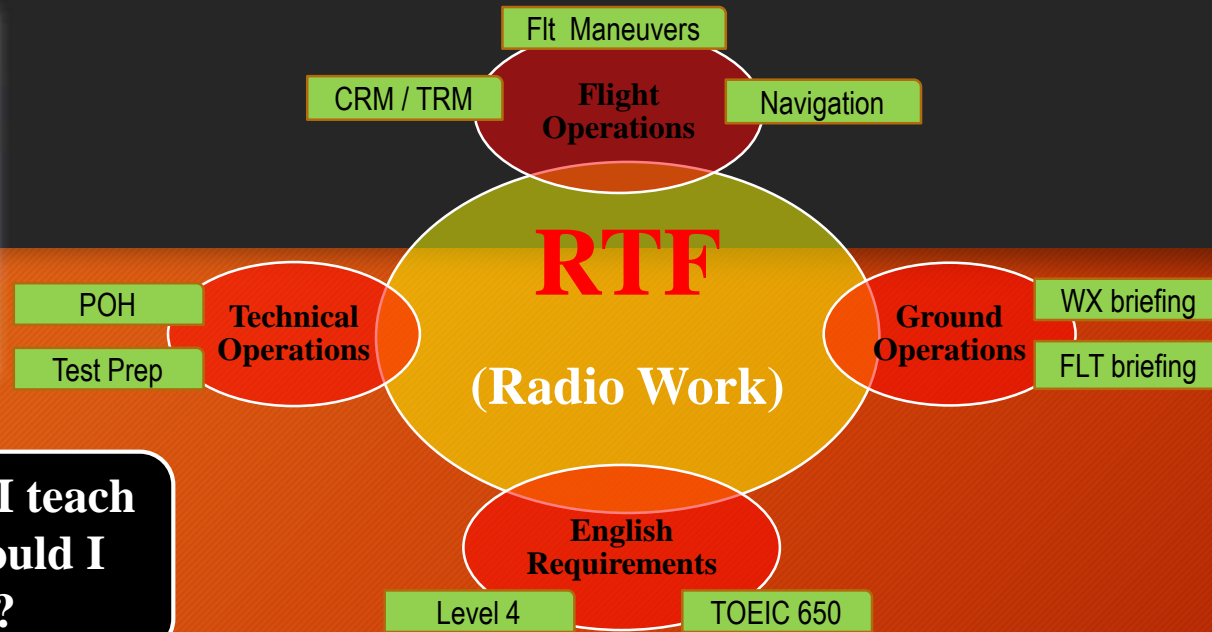 Flt Maneuvers
CRM / TRM
Flight
Operations
Navigation
RTF
(Radio Work)
POH
Test Prep
Technical
Operations
Ground
Operations
WX briefing
FLT briefing
English
Requirements
Level 4
TOEIC 650
I teach
ould I
?